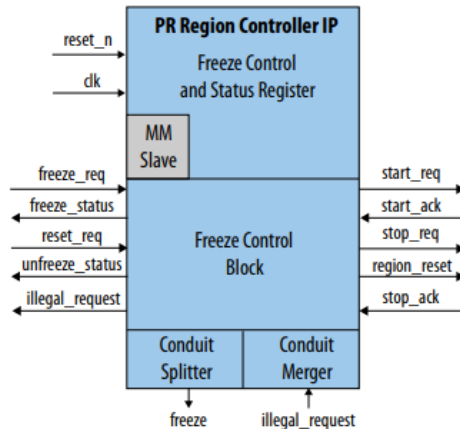 PR Region Controller IP
reset_n
Freeze Control
and Status Register
clk
MM
Slave
freeze_req
start_req
freeze_status
start_ack
reset_req
Freeze Control
Block
stop_req
unfreeze_status
region_reset
illegal_request
stop_ack
Conduit
Splitter
Conduit
Merger
freeze
illegal_request